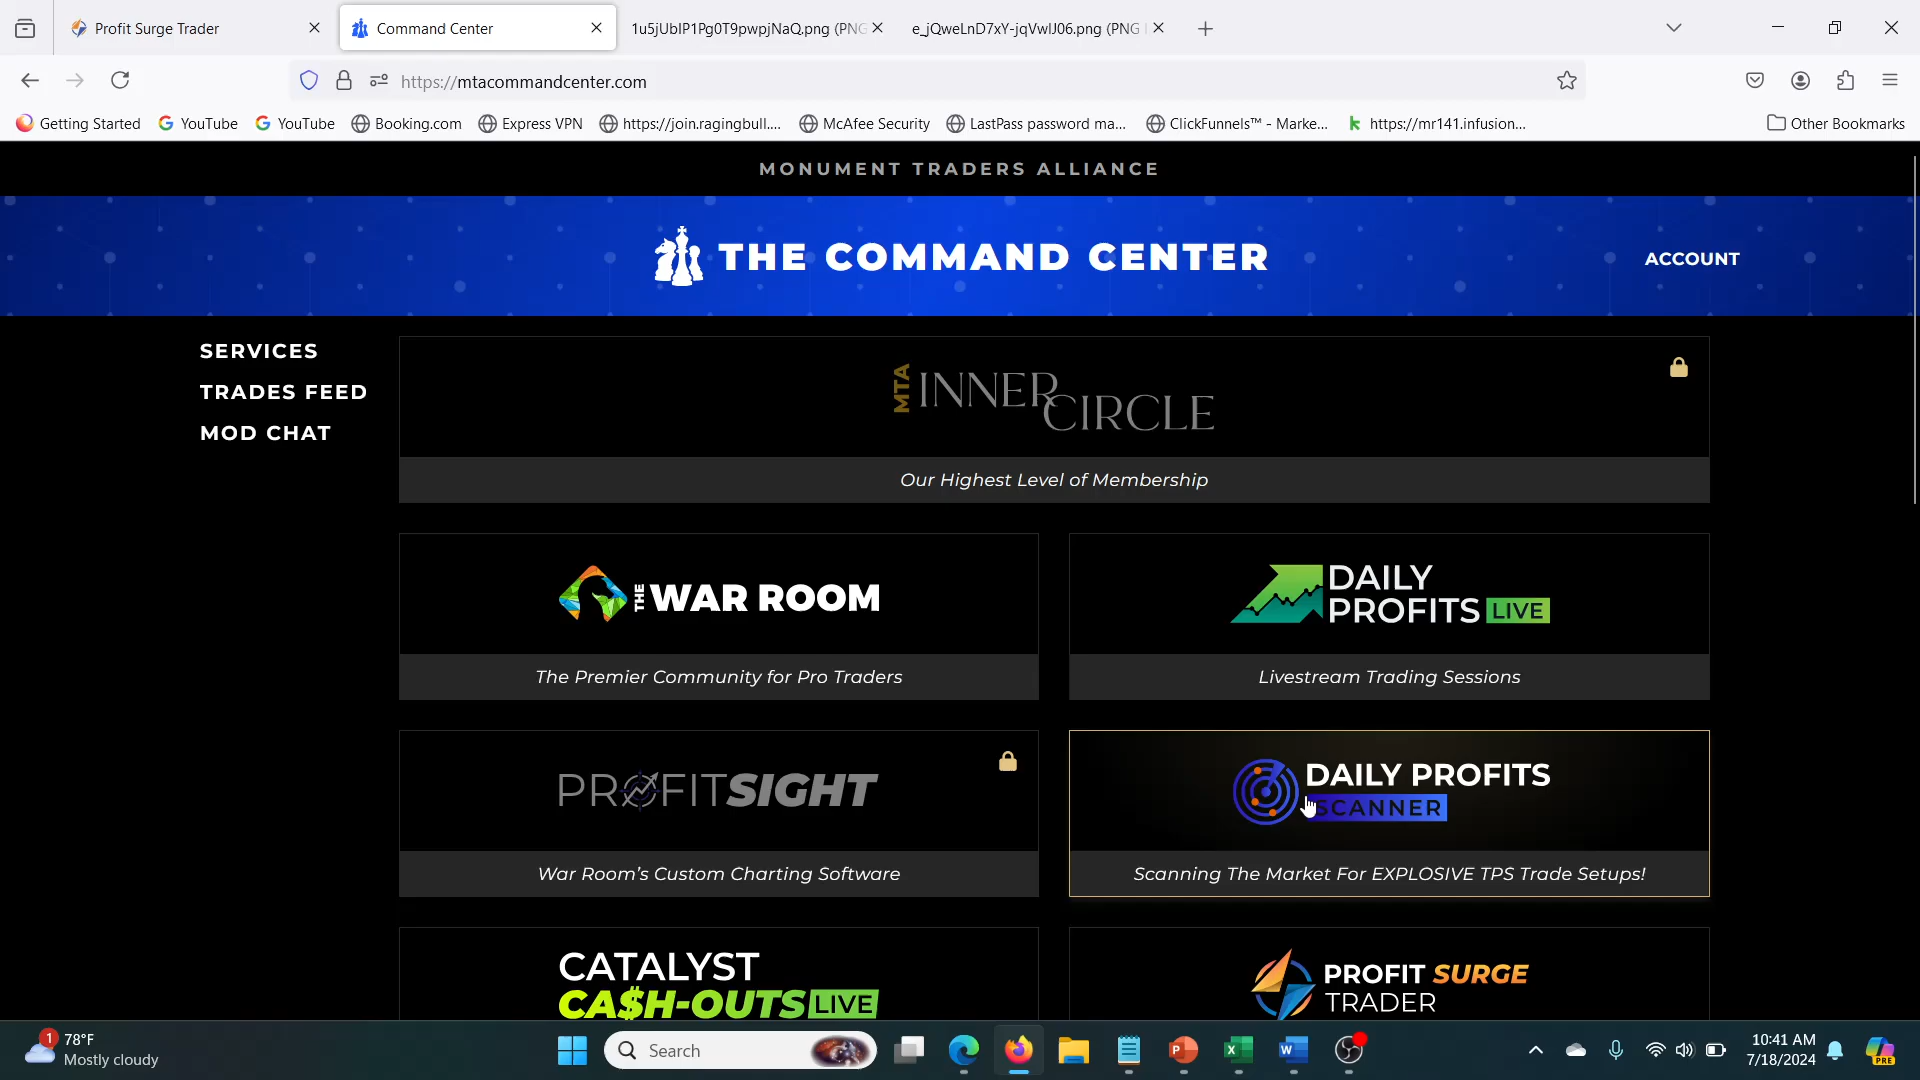 Profit Surge Trader
Command Center
1u5jUbIP1Pg0T9pwpjNaQ.png (PNG
e_jQweLnD7xY-jqVwlJ06.png (PNG
https://mtacommandcenter.com
Getting Started
YouTube
YouTube
Booking.com
Express VPN
https://join.ragingbull....
McAfee Security
LastPass password ma...
ClickFunnels™ - Marke...
https://mr141.infusion...
Other Bookmarks
MONUMENT TRADERS ALLIANCE
THE COMMAND CENTER
ACCOUNT
SERVICES
TRADES FEED
MOD CHAT
MTA INNER CIRCLE
Our Highest Level of Membership
THE WAR ROOM
The Premier Community for Pro Traders
DAILY
PROFITS LIVE
Livestream Trading Sessions
PROFITSIGHT
War Room's Custom Charting Software
DAILY PROFITS
SCANNER
Scanning The Market For EXPLOSIVE TPS Trade Setups!
CATALYST
CA$H-OUTS LIVE
PROFIT SURGE
TRADER
1
78°F
Mostly cloudy
Search
10:41 AM
7/18/2024
PRE